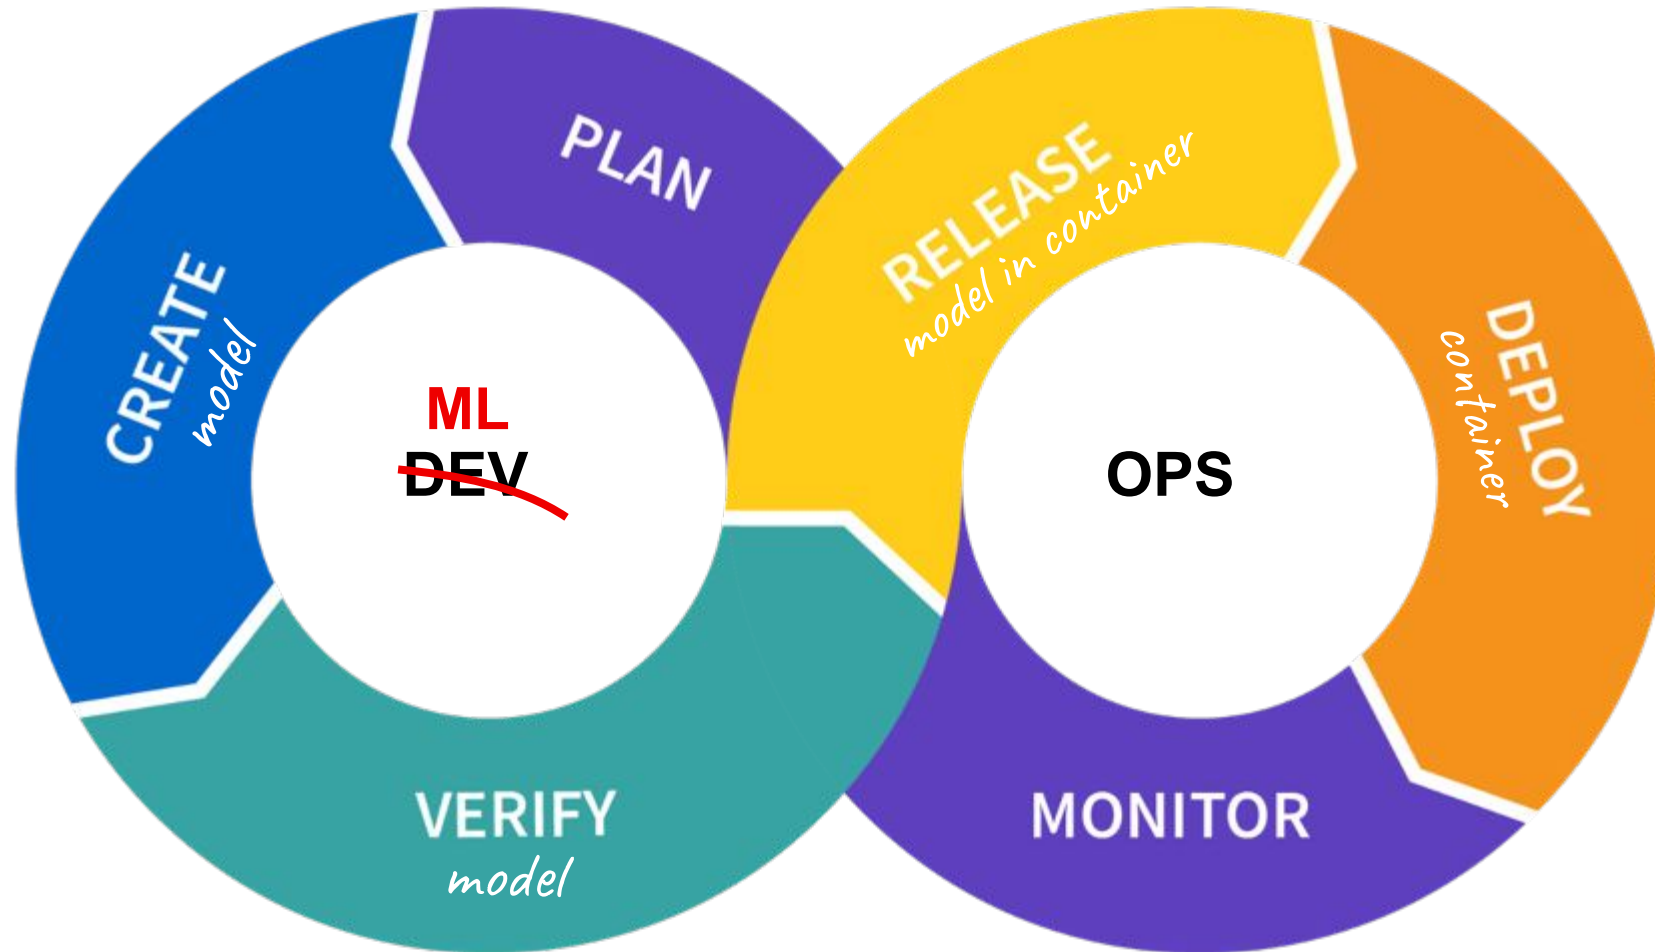 PLAN
CREATE
model
ML
DEV
VERIFY
model
RELEASE
model in container
OPS
DEPLOY
container
MONITOR